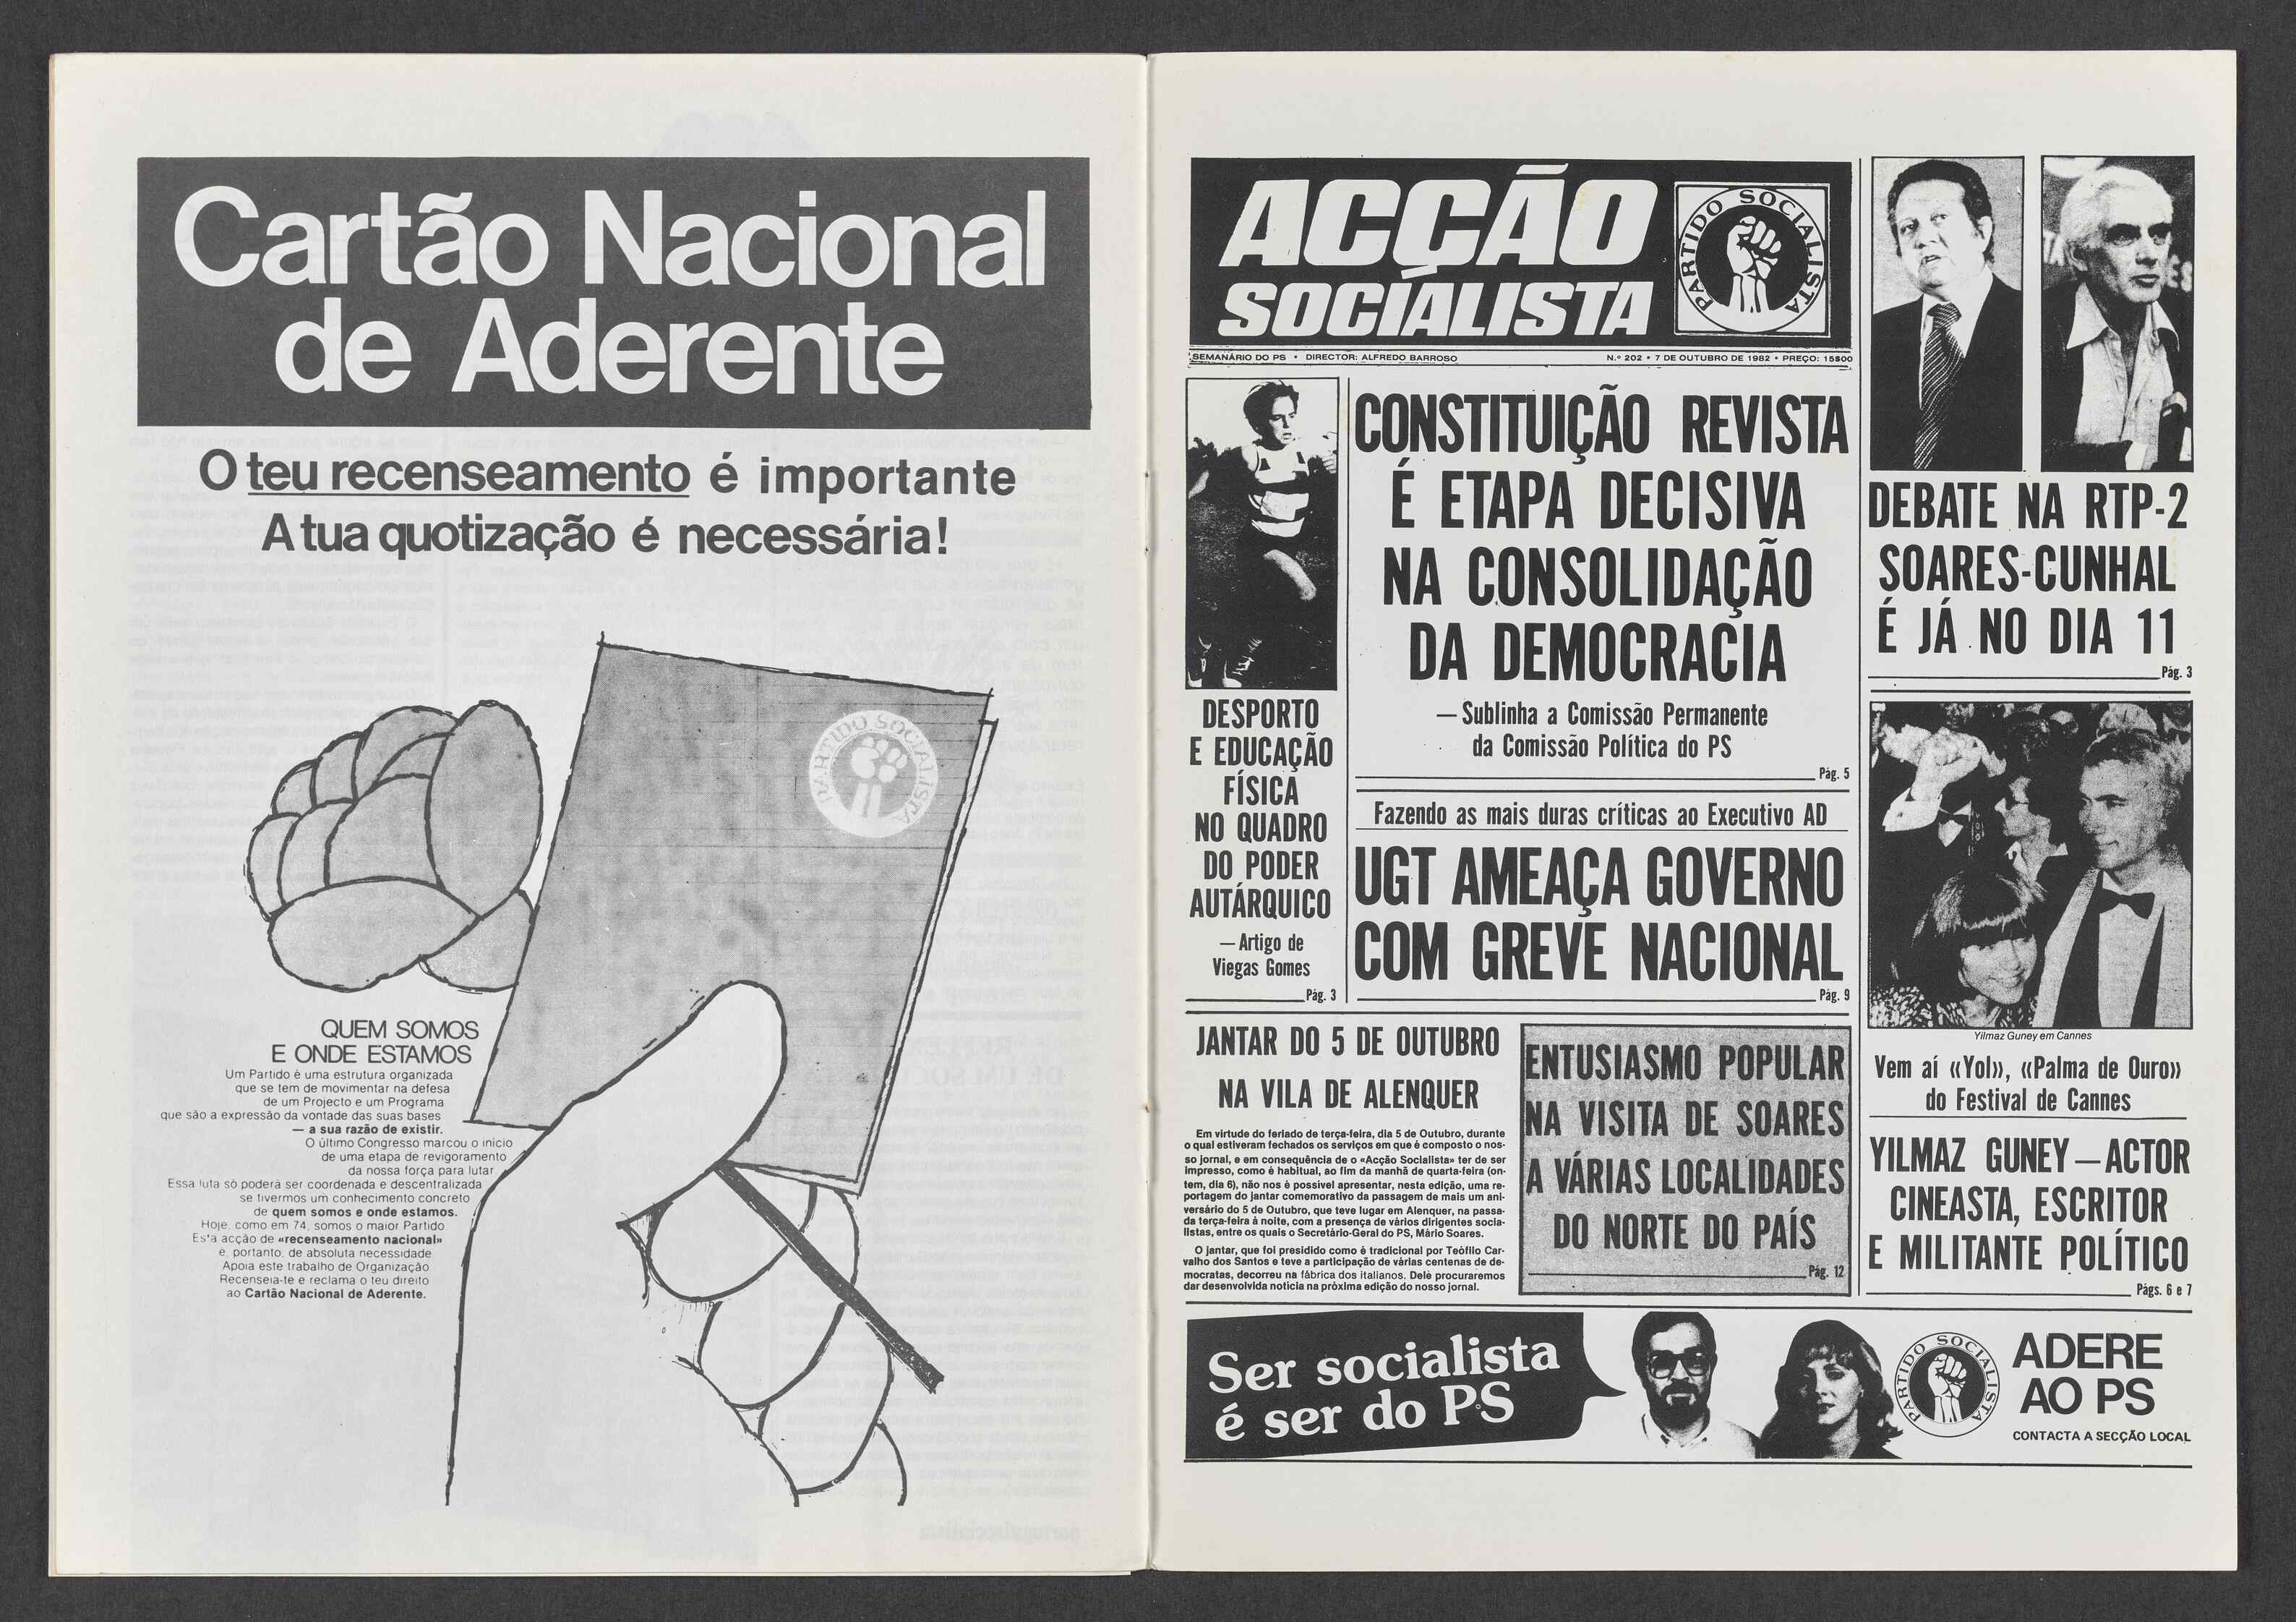 Cartão Nacional
de Aderente
O teu recenseamento é importante
A tua quotização é necessária!
PARTIDO SOCIALISTA
QUEM SOMOS
E ONDE ESTAMOS
Um Partido é uma estrutura organizada
que se tem de movimentar na defesa
de um Projecto e um Programa
que são a expressão da vontade das suas bases
— a sua razão de existir.
O último Congresso marcou o início
de uma etapa de revigoramento
da nossa força para lutar
Essa luta só poderá ser coordenada e descentralizada
se tivermos um conhecimento concreto
de quem somos e onde estamos.
Hoje, como em 74, somos o maior Partido
Esta acção de «recenseamento nacional»
é, portanto, de absoluta necessidade
Apoia este trabalho de Organização
Recenseia-te e reclama o teu direito
ao Cartão Nacional de Aderente.
ACÇÃO
SOCIALISTA
PARTIDO SOCIALISTA
SEMANÁRIO DO PS • DIRECTOR: ALFREDO BARROSO
N.º 202 • 7 DE OUTUBRO DE 1982 • PREÇO: 15$00
DESPORTO
E EDUCAÇÃO
FÍSICA
NO QUADRO
DO PODER
AUTÁRQUICO
— Artigo de
Viegas Gomes
Pág. 3
CONSTITUIÇÃO REVISTA
É ETAPA DECISIVA
NA CONSOLIDAÇÃO
DA DEMOCRACIA
— Sublinha a Comissão Permanente
da Comissão Política do PS
Pág. 5
Fazendo as mais duras críticas ao Executivo AD
UGT AMEAÇA GOVERNO
COM GREVE NACIONAL
Pág. 9
DEBATE NA RTP-2
SOARES-CUNHAL
É JÁ NO DIA 11
Pág. 3
Yilmaz Guney em Cannes
Vem aí «Yol», «Palma de Ouro»
do Festival de Cannes
YILMAZ GUNEY — ACTOR
CINEASTA, ESCRITOR
E MILITANTE POLÍTICO
Págs. 6 e 7
JANTAR DO 5 DE OUTUBRO
NA VILA DE ALENQUER
Em virtude do feriado de terça-feira, dia 5 de Outubro, durante
o qual estiveram fechados os serviços em que é composto o nos-
so jornal, e em consequência de o «Acção Socialista» ter de ser
impresso, como é habitual, ao fim da manhã de quarta-feira (on-
tem, dia 6), não nos é possível apresentar, nesta edição, uma re-
portagem do jantar comemorativo da passagem de mais um ani-
versário do 5 de Outubro, que teve lugar em Alenquer, na passa-
da terça-feira à noite, com a presença de vários dirigentes socia-
listas, entre os quais o Secretário-Geral do PS, Mário Soares.
O jantar, que foi presidido como é tradicional por Teófilo Car-
valho dos Santos e teve a participação de várias centenas de de-
mocratas, decorreu na fábrica dos italianos. Dele procuraremos
dar desenvolvida notícia na próxima edição do nosso jornal.
ENTUSIASMO POPULAR
NA VISITA DE SOARES
A VÁRIAS LOCALIDADES
DO NORTE DO PAÍS
Pág. 12
Ser socialista
é ser do PS
PARTIDO SOCIALISTA
ADERE
AO PS
CONTACTA A SECÇÃO LOCAL